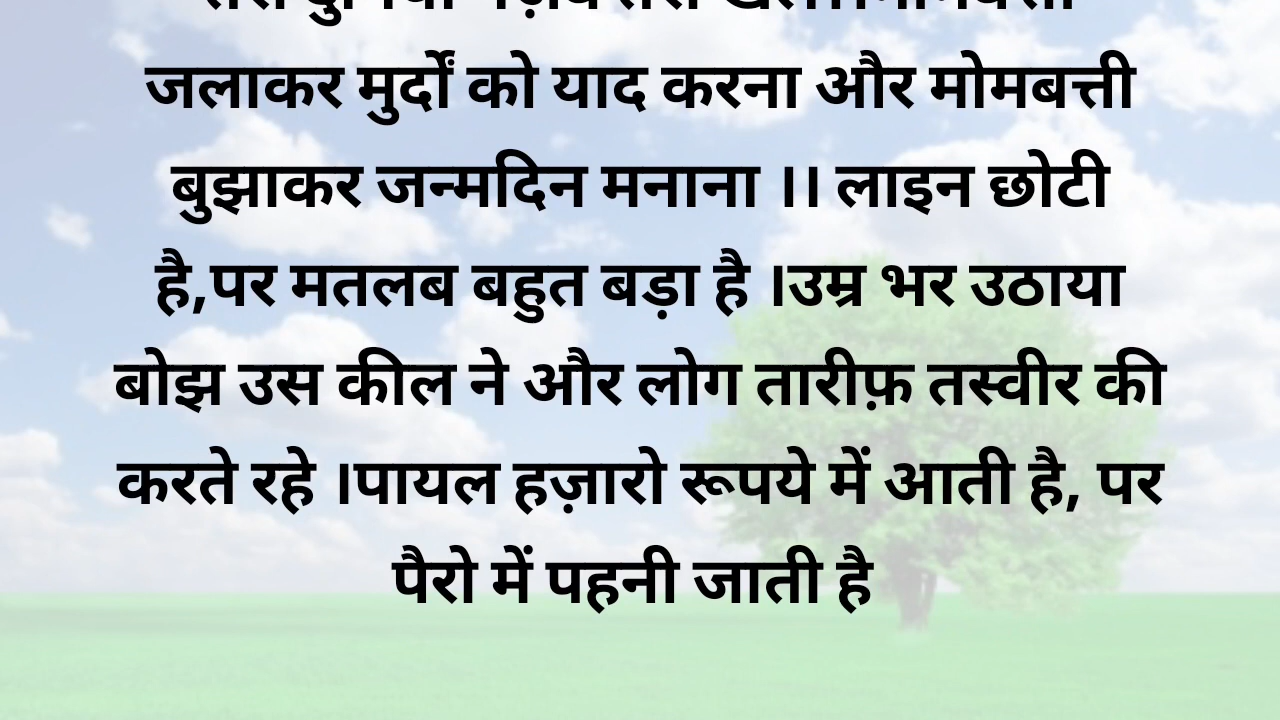 जलाकर मुर्दों को याद करना और मोमबत्ती
बुझाकर जन्मदिन मनाना ।। लाइन छोटी
है,पर मतलब बहुत बड़ा है ।उम्र भर उठाया
बोझ उस कील ने और लोग तारीफ़ तस्वीर की
करते रहे ।पायल हज़ारो रूपये में आती है, पर
पैरो में पहनी जाती है